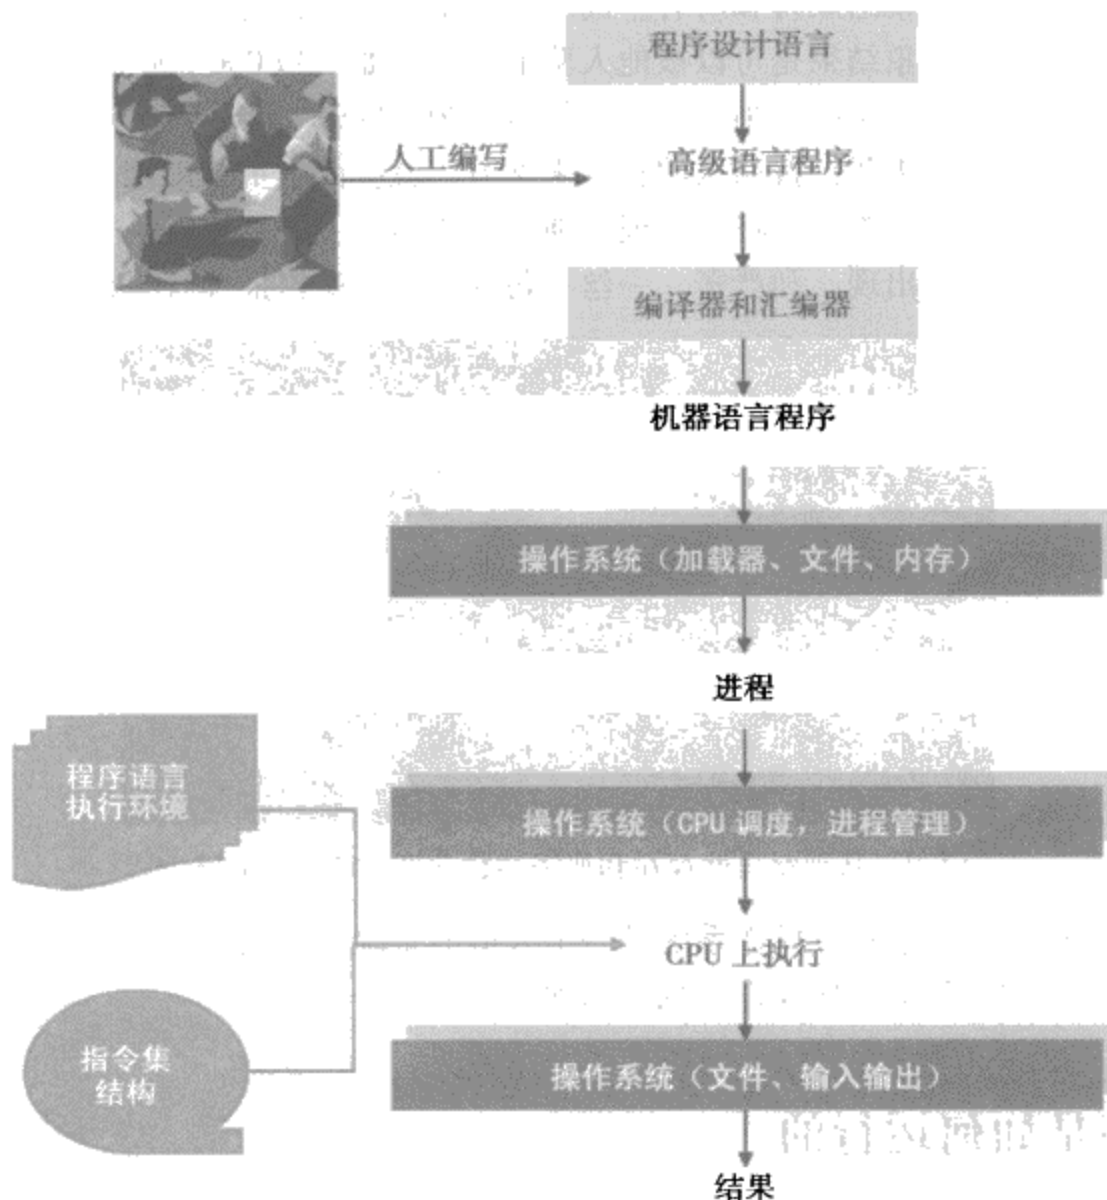 程序设计语言
人工编写
高级语言程序
编译器和汇编器
机器语言程序
操作系统（加载器、文件、内存）
进程
程序语言
执行环境
操作系统（CPU 调度，进程管理）
CPU 上执行
指令集
结构
操作系统（文件、输入输出）
结果